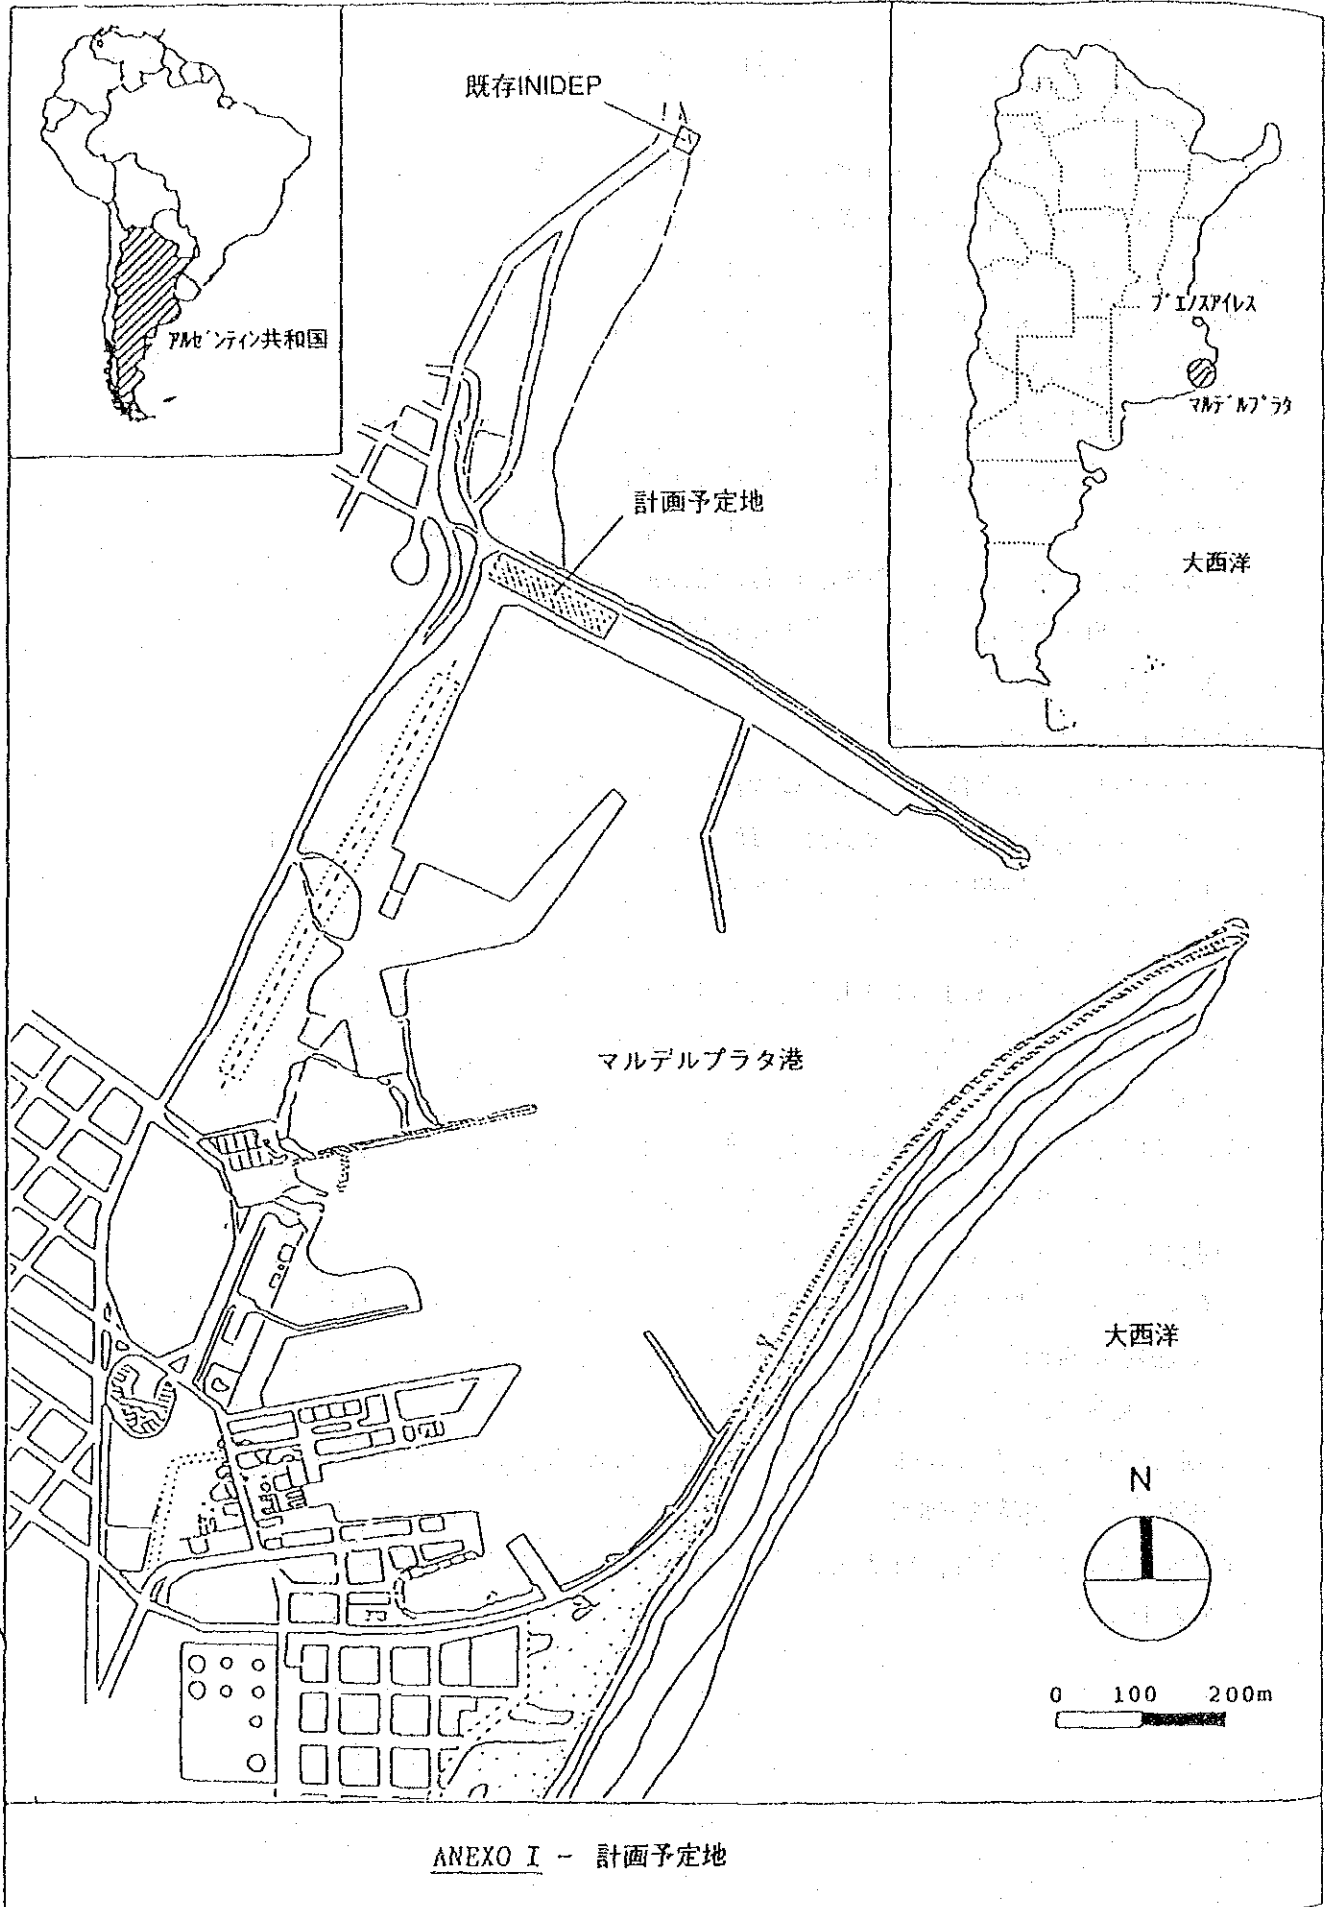 既存INIDEP
アルゼンティン共和国
ブエノスアイレス
マルデルプラタ
大西洋
計画予定地
マルデルプラタ港
大西洋
N
0 100 200m
ANEXO I - 計画予定地